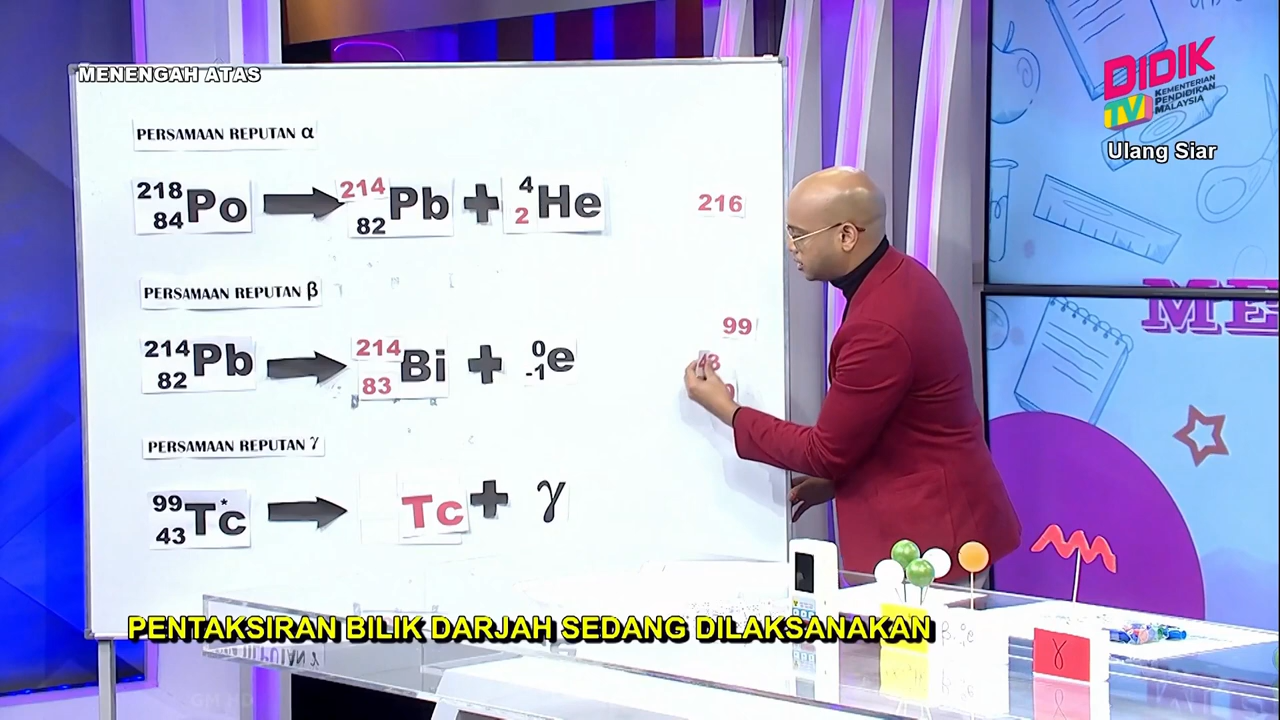 MENENGAH ATAS
DIDIK
TV
KEMENTERIAN
PENDIDIKAN
MALAYSIA
Ulang Siar
PERSAMAAN REPUTAN α
218 84 Po → 214 82 Pb + 4 2 He
216
PERSAMAAN REPUTAN β
214 82 Pb → 214 83 Bi + 0 -1 e
99
PERSAMAAN REPUTAN γ
99 43 Tc* → Tc + γ
ME
PENTAKSIRAN BILIK DARJAH SEDANG DILAKSANAKAN
γ